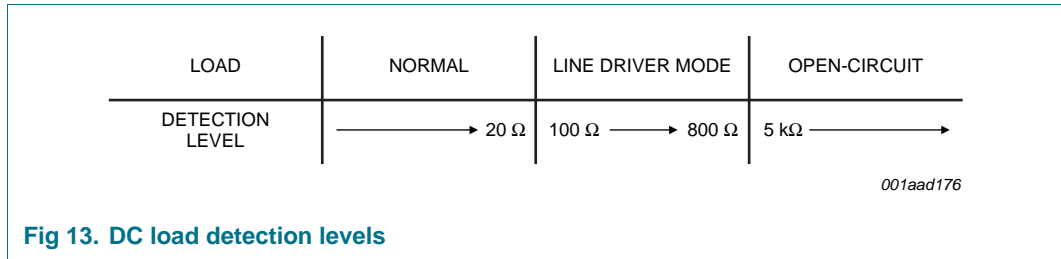 LOAD NORMAL LINE DRIVER MODE OPEN-CIRCUIT
DETECTION
LEVEL
20 Ω 100 Ω 800 Ω 5 kΩ
001aad176
Fig 13. DC load detection levels